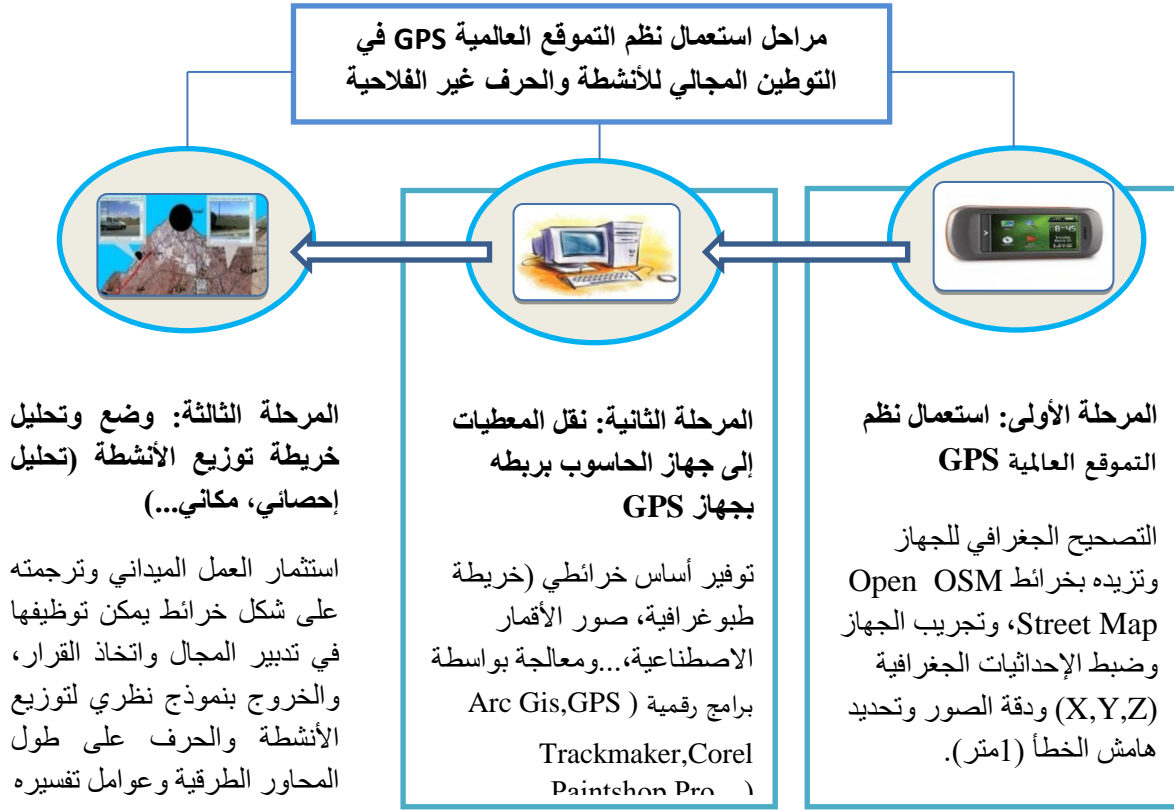 مراحل استعمال نظم التموقع العالمية GPS في
التوطين المجالي للأنشطة والحرف غير الفلاحية
المرحلة الأولى: استعمال نظم
التموقع العالمية GPS
التصحيح الجغرافي للجهاز
وتزيده بخرائط Open OSM
Street Map، وتجريب الجهاز
وضبط الإحداثيات الجغرافية
(X,Y,Z) ودقة الصور وتحديد
هامش الخطأ (1متر).
المرحلة الثانية: نقل المعطيات
إلى جهاز الحاسوب بربطه
بجهاز GPS
توفير أساس خرائطي (خريطة
طبوغرافية، صور الأقمار
الاصطناعية،...ومعالجة بواسطة
برامج رقمية ( Arc Gis,GPS
Trackmaker,Corel
Paintshop Pro...)
المرحلة الثالثة: وضع وتحليل
خريطة توزيع الأنشطة (تحليل
إحصائي، مكاني...)
استثمار العمل الميداني وترجمته
على شكل خرائط يمكن توظيفها
في تدبير المجال واتخاذ القرار،
والخروج بنموذج نظري لتوزيع
الأنشطة والحرف على طول
المحاور الطرقية وعوامل تفسيره
8:45